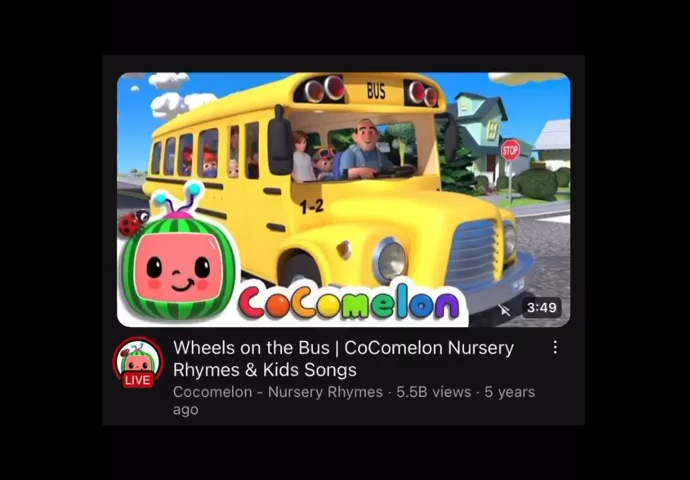 BUS
STOP
1-2
CoComelon
3:49
Wheels on the Bus | CoComelon Nursery
Rhymes & Kids Songs
LIVE
Cocomelon - Nursery Rhymes · 5.5B views · 5 years
ago